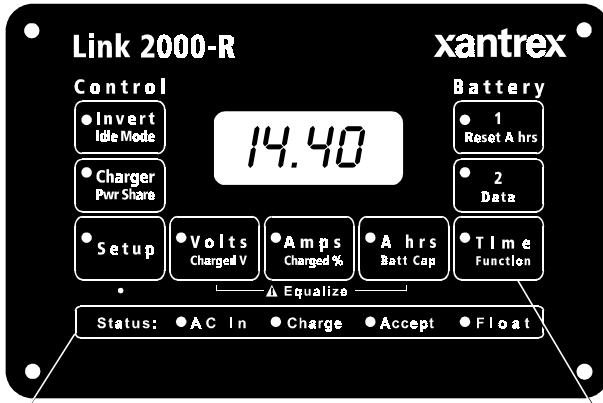 Link 2000-R
xantrex
Control
Battery
Invert
Idle Mode
14.40
1
Reset A hrs
Charger
Pwr Share
2
Data
Setup
Volts
Charged V
Amps
Charged %
A hrs
Batt Cap
Time
Function
Equalize
Status: AC In Charge Accept Float